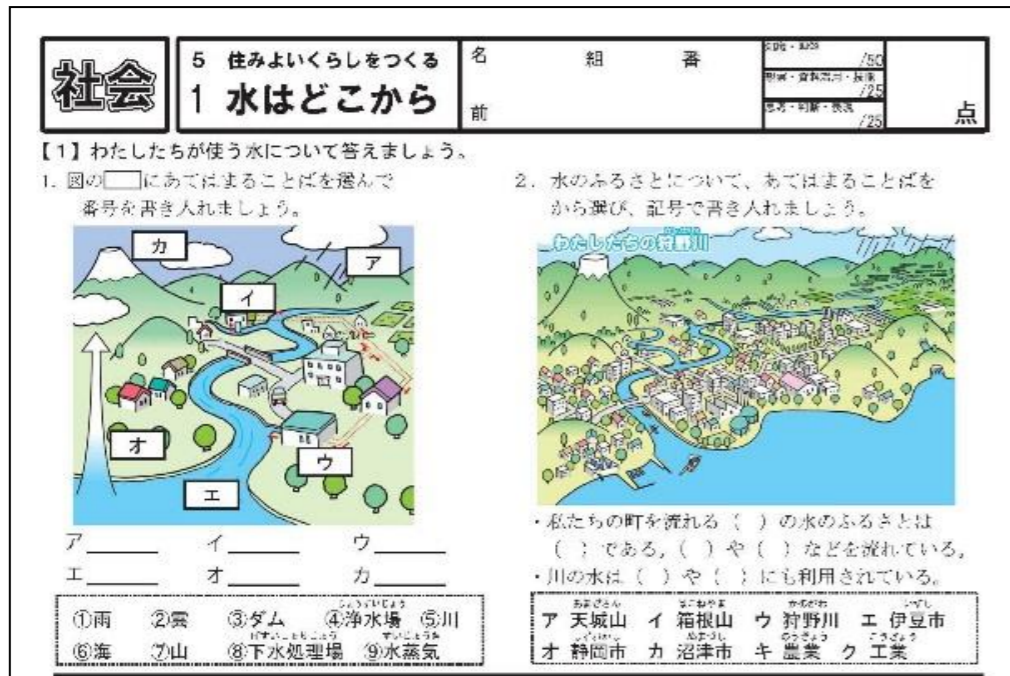 社会
5 住みよいくらしをつくる
1 水はどこから
名前 組 番
/50
/25
/25
点
【1】わたしたちが使う水について答えましょう。
1. 図の□にあてはまることばを選んで
番号を書き入れましょう。
カ
ア
イ
オ
ウ
エ
ア イ ウ
エ オ カ
①雨 ②雲 ③ダム ④浄水場 ⑤川
⑥海 ⑦山 ⑧下水処理場 ⑨水蒸気
2. 水のふるさとについて、あてはまることばを
から選び、記号で書き入れましょう。
わたしたちの狩野川
・私たちの町を流れる( )の水のふるさとは
( )である,( )や( )などを流れている。
・川の水は( )や( )にも利用されている。
ア 天城山 イ 箱根山 ウ 狩野川 エ 伊豆市
オ 静岡市 カ 沼津市 キ 農業 ク 工業